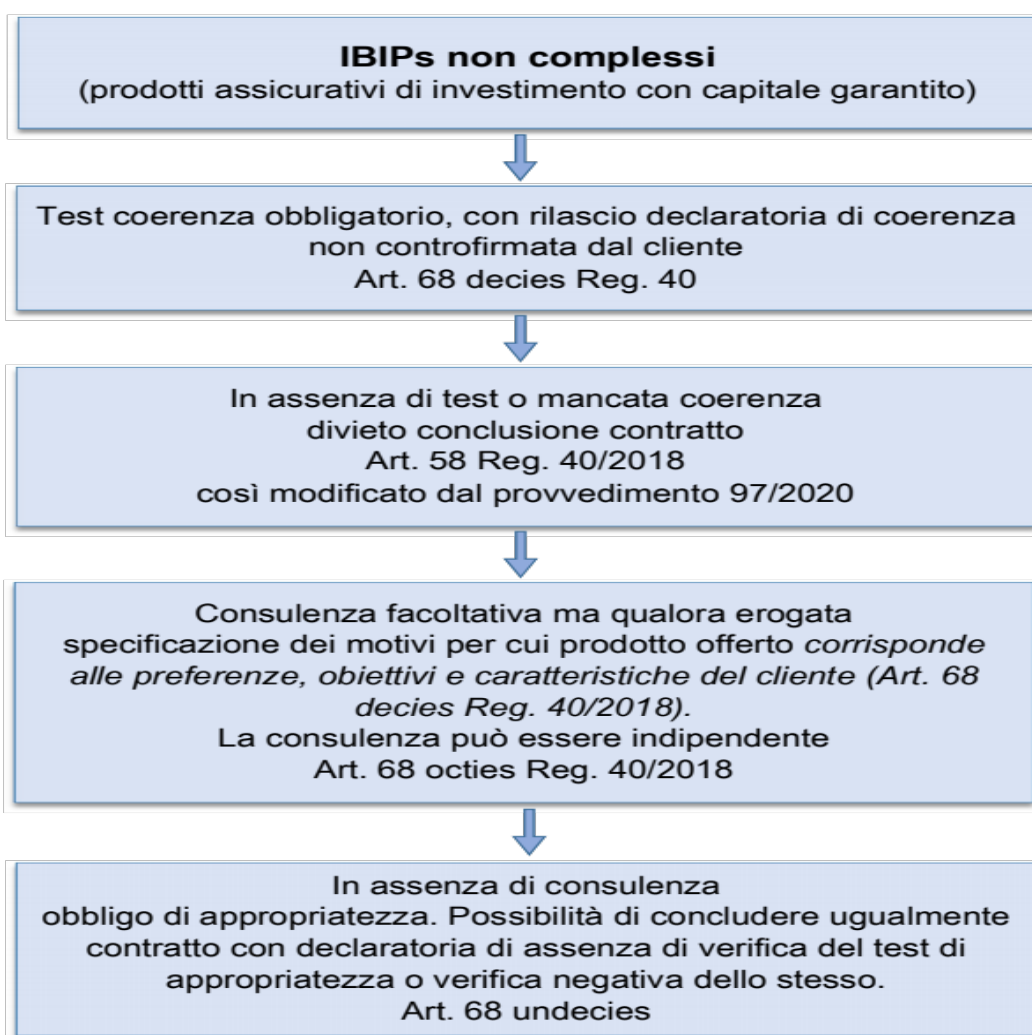 IBIPs non complessi
(prodotti assicurativi di investimento con capitale garantito)
Test coerenza obbligatorio, con rilascio declaratoria di coerenza
non controfirmata dal cliente
Art. 68 decies Reg. 40
In assenza di test o mancata coerenza
divieto conclusione contratto
Art. 58 Reg. 40/2018
così modificato dal provvedimento 97/2020
Consulenza facoltativa ma qualora erogata
specificazione dei motivi per cui prodotto offerto corrisponde
alle preferenze, obiettivi e caratteristiche del cliente (Art. 68
decies Reg. 40/2018).
La consulenza può essere indipendente
Art. 68 octies Reg. 40/2018
In assenza di consulenza
obbligo di appropriatezza. Possibilità di concludere ugualmente
contratto con declaratoria di assenza di verifica del test di
appropriatezza o verifica negativa dello stesso.
Art. 68 undecies